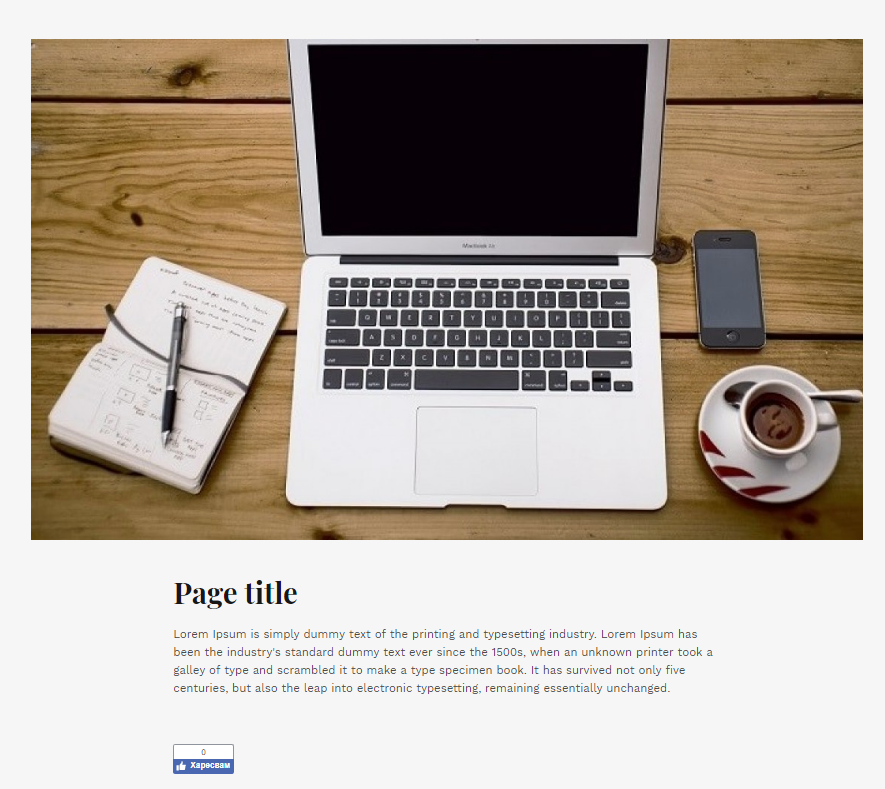 Macbook Air
Page title
Lorem Ipsum is simply dummy text of the printing and typesetting industry. Lorem Ipsum has
been the industry's standard dummy text ever since the 1500s, when an unknown printer took a
galley of type and scrambled it to make a type specimen book. It has survived not only five
centuries, but also the leap into electronic typesetting, remaining essentially unchanged.
0
Харесвам